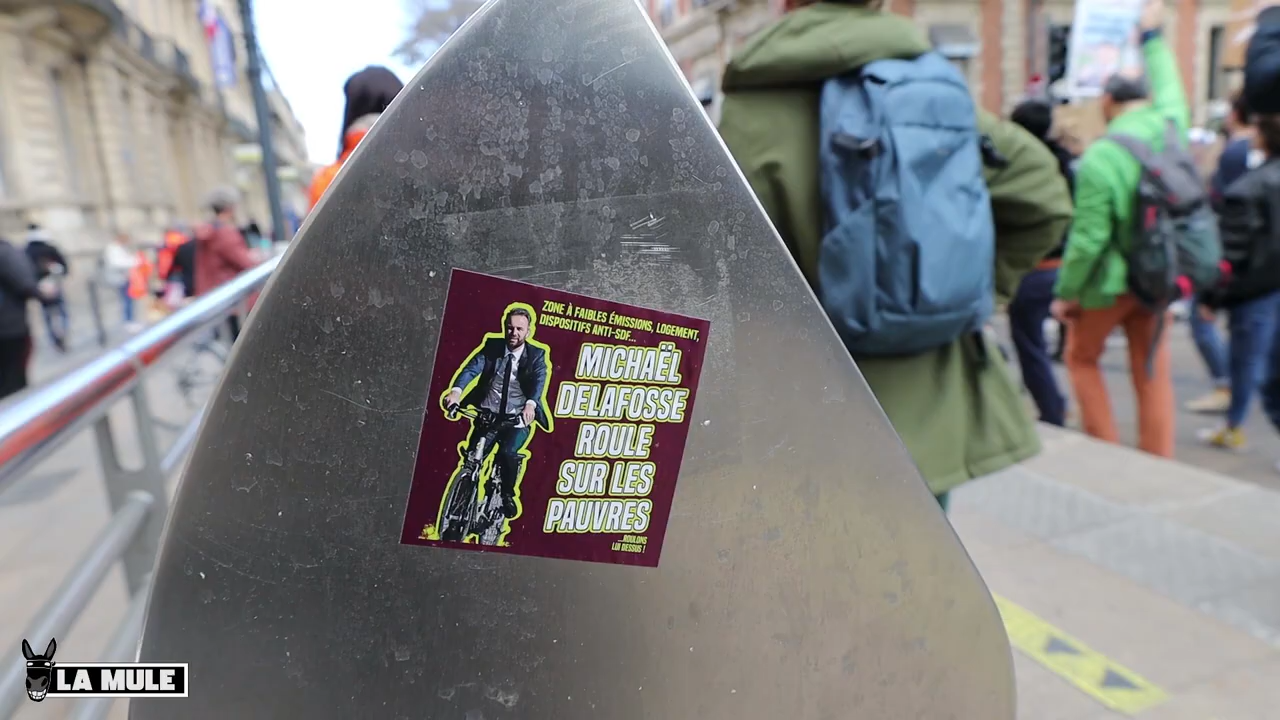 ZONE À FAIBLES ÉMISSIONS, LOGEMENT,
DISPOSITIFS ANTI-SDF...
MICHAËL
DELAFOSSE
ROULE
SUR LES
PAUVRES
...ROULONS
LUI DESSUS !
LA MULE